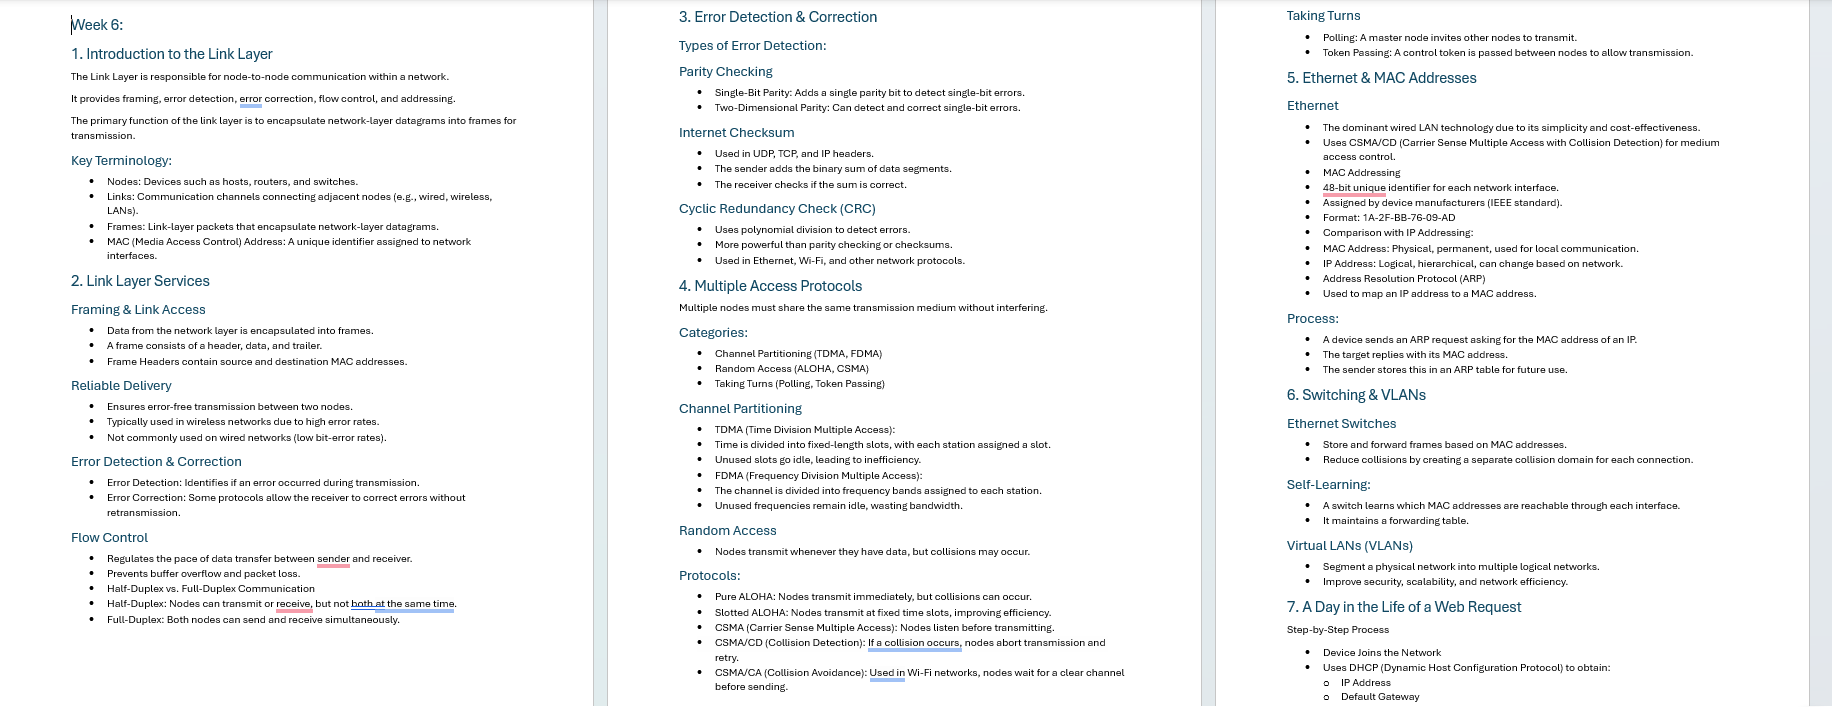 Week 6:
1. Introduction to the Link Layer
The Link Layer is responsible for node-to-node communication within a network.
It provides framing, error detection, error correction, flow control, and addressing.
The primary function of the link layer is to encapsulate network-layer datagrams into frames for
transmission.
Key Terminology:
• Nodes: Devices such as hosts, routers, and switches.
• Links: Communication channels connecting adjacent nodes (e.g., wired, wireless,
LANs).
• Frames: Link-layer packets that encapsulate network-layer datagrams.
• MAC (Media Access Control) Address: A unique identifier assigned to network
interfaces.
2. Link Layer Services
Framing & Link Access
• Data from the network layer is encapsulated into frames.
• A frame consists of a header, data, and trailer.
• Frame Headers contain source and destination MAC addresses.
Reliable Delivery
• Ensures error-free transmission between two nodes.
• Typically used in wireless networks due to high error rates.
• Not commonly used on wired networks (low bit-error rates).
Error Detection & Correction
• Error Detection: Identifies if an error occurred during transmission.
• Error Correction: Some protocols allow the receiver to correct errors without
retransmission.
Flow Control
• Regulates the pace of data transfer between sender and receiver.
• Prevents buffer overflow and packet loss.
• Half-Duplex vs. Full-Duplex Communication
• Half-Duplex: Nodes can transmit or receive, but not both at the same time.
• Full-Duplex: Both nodes can send and receive simultaneously.
3. Error Detection & Correction
Types of Error Detection:
Parity Checking
• Single-Bit Parity: Adds a single parity bit to detect single-bit errors.
• Two-Dimensional Parity: Can detect and correct single-bit errors.
Internet Checksum
• Used in UDP, TCP, and IP headers.
• The sender adds the binary sum of data segments.
• The receiver checks if the sum is correct.
Cyclic Redundancy Check (CRC)
• Uses polynomial division to detect errors.
• More powerful than parity checking or checksums.
• Used in Ethernet, Wi-Fi, and other network protocols.
4. Multiple Access Protocols
Multiple nodes must share the same transmission medium without interfering.
Categories:
• Channel Partitioning (TDMA, FDMA)
• Random Access (ALOHA, CSMA)
• Taking Turns (Polling, Token Passing)
Channel Partitioning
• TDMA (Time Division Multiple Access):
• Time is divided into fixed-length slots, with each station assigned a slot.
• Unused slots go idle, leading to inefficiency.
• FDMA (Frequency Division Multiple Access):
• The channel is divided into frequency bands assigned to each station.
• Unused frequencies remain idle, wasting bandwidth.
Random Access
• Nodes transmit whenever they have data, but collisions may occur.
Protocols:
• Pure ALOHA: Nodes transmit immediately, but collisions can occur.
• Slotted ALOHA: Nodes transmit at fixed time slots, improving efficiency.
• CSMA (Carrier Sense Multiple Access): Nodes listen before transmitting.
• CSMA/CD (Collision Detection): If a collision occurs, nodes abort transmission and
retry.
• CSMA/CA (Collision Avoidance): Used in Wi-Fi networks, nodes wait for a clear channel
before sending.
Taking Turns
• Polling: A master node invites other nodes to transmit.
• Token Passing: A control token is passed between nodes to allow transmission.
5. Ethernet & MAC Addresses
Ethernet
• The dominant wired LAN technology due to its simplicity and cost-effectiveness.
• Uses CSMA/CD (Carrier Sense Multiple Access with Collision Detection) for medium
access control.
• MAC Addressing
• 48-bit unique identifier for each network interface.
• Assigned by device manufacturers (IEEE standard).
• Format: 1A-2F-BB-76-09-AD
• Comparison with IP Addressing:
• MAC Address: Physical, permanent, used for local communication.
• IP Address: Logical, hierarchical, can change based on network.
• Address Resolution Protocol (ARP)
• Used to map an IP address to a MAC address.
Process:
• A device sends an ARP request asking for the MAC address of an IP.
• The target replies with its MAC address.
• The sender stores this in an ARP table for future use.
6. Switching & VLANs
Ethernet Switches
• Store and forward frames based on MAC addresses.
• Reduce collisions by creating a separate collision domain for each connection.
Self-Learning:
• A switch learns which MAC addresses are reachable through each interface.
• It maintains a forwarding table.
Virtual LANs (VLANs)
• Segment a physical network into multiple logical networks.
• Improve security, scalability, and network efficiency.
7. A Day in the Life of a Web Request
Step-by-Step Process
• Device Joins the Network
• Uses DHCP (Dynamic Host Configuration Protocol) to obtain:
o IP Address
o Default Gateway